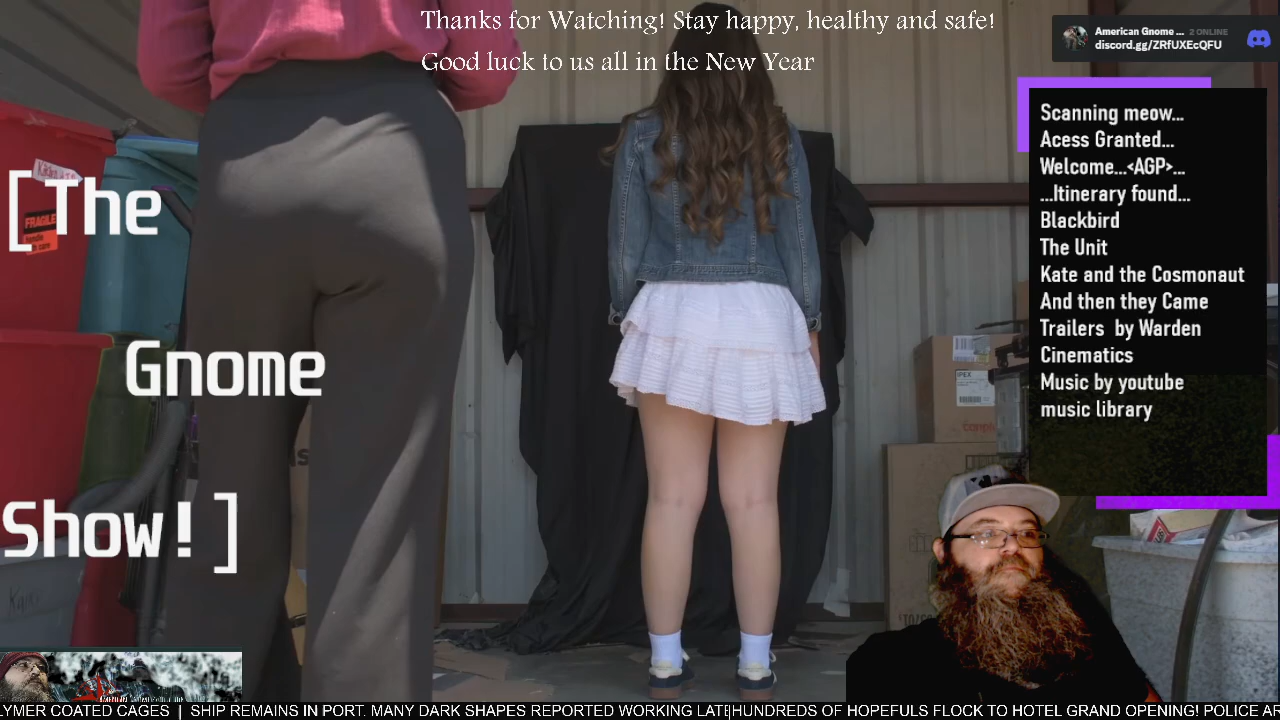 Thanks for Watching! Stay happy, healthy and safe!
Good luck to us all in the New Year
American Gnome ... 2 ONLINE
discord.gg/ZRfUXEcQFU
Scanning meow...
Acess Granted...
Welcome...<AGP>...
...Itinerary found...
Blackbird
The Unit
Kate and the Cosmonaut
And then they Came
Trailers by Warden
Cinematics
Music by youtube
music library
[The
Gnome
Show! ]
FRAGILE
IPEX
LYMER COATED CAGES | SHIP REMAINS IN PORT. MANY DARK SHAPES REPORTED WORKING LATE HUNDREDS OF HOPEFULS FLOCK TO HOTEL GRAND OPENING! POLICE AR